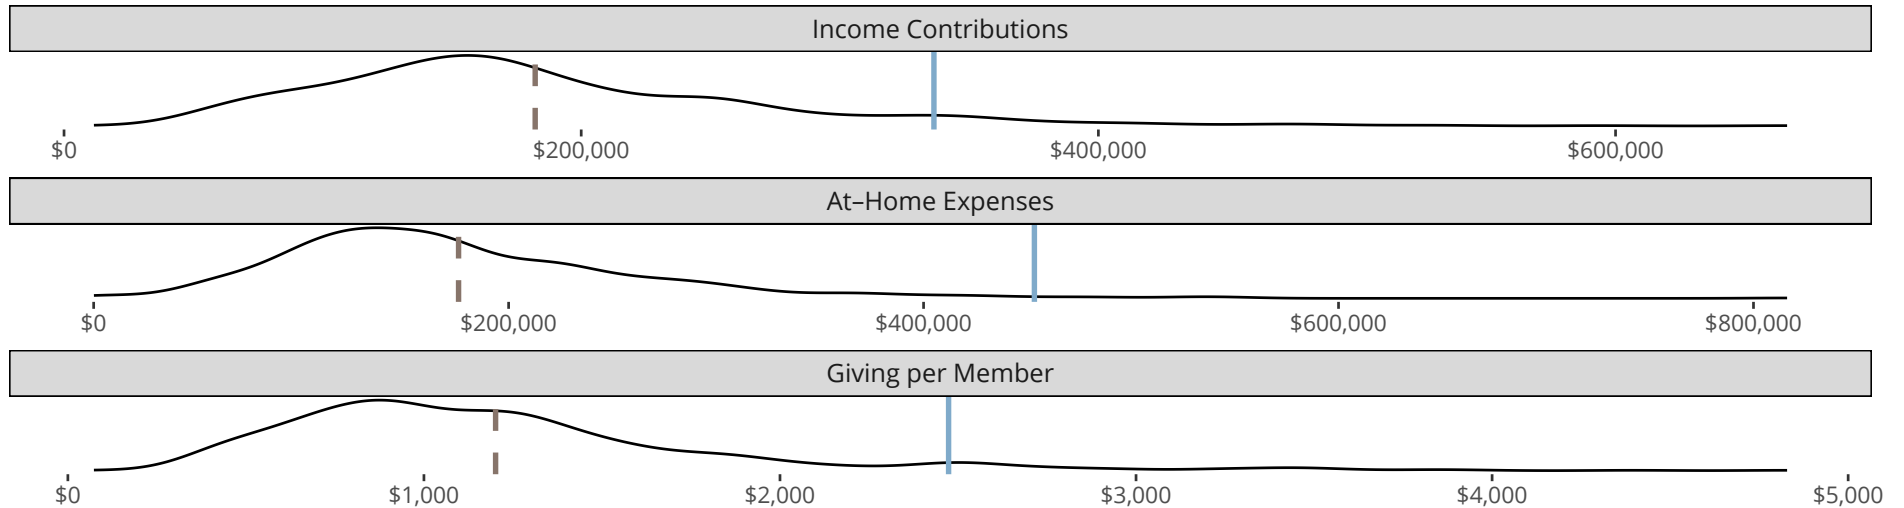 Income Contributions
$0 $200,000 $400,000 $600,000
At–Home Expenses
$0 $200,000 $400,000 $600,000 $800,000
Giving per Member
$0 $1,000 $2,000 $3,000 $4,000 $5,000